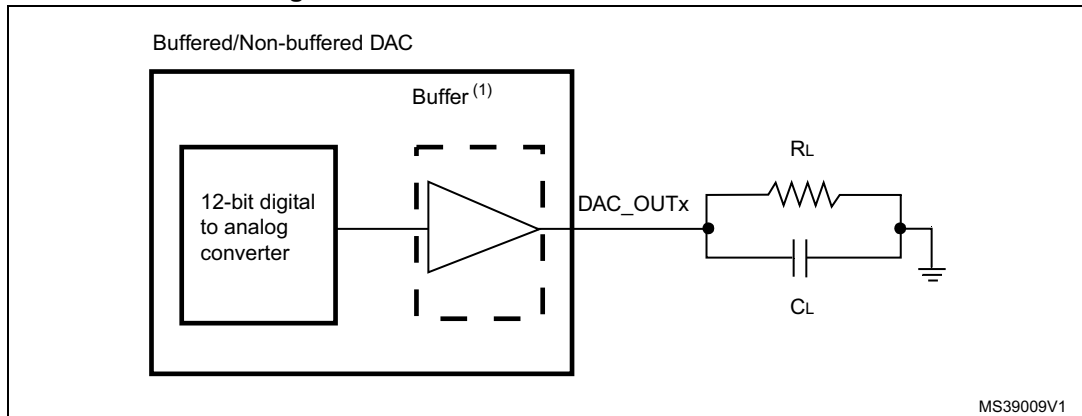 Buffered/Non-buffered DAC
Buffer (1)
12-bit digital
to analog
converter
DAC_OUTx
RL
CL
MS39009V1